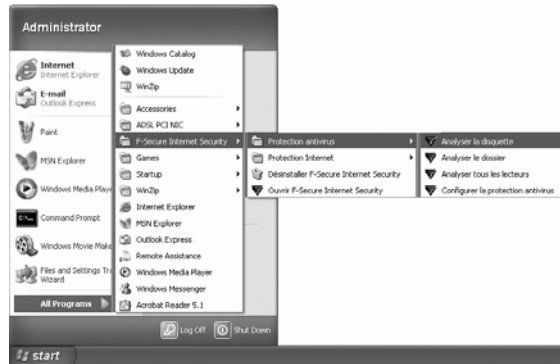 Administrator
Internet
Internet Explorer
E-mail
Outlook Express
Paint
MSN Explorer
Windows Media Playe
Command Prompt
Windows Movie Make
Files and Settings Tra
Wizard
All Programs
Windows Catalog
Windows Update
WinZip
Accessories
ADSL PCI NIC
F-Secure Internet Security
Games
Startup
WinZip
Internet Explorer
MSN Explorer
Outlook Express
Remote Assistance
Windows Media Player
Windows Messenger
Acrobat Reader 5.1
Protection antivirus
Protection Internet
Désinstaller F-Secure Internet Security
Ouvrir F-Secure Internet Security
Analyser la disquette
Analyser le dossier
Analyser tous les lecteurs
Configurer la protection antivirus
Log Off
Shut Down
start